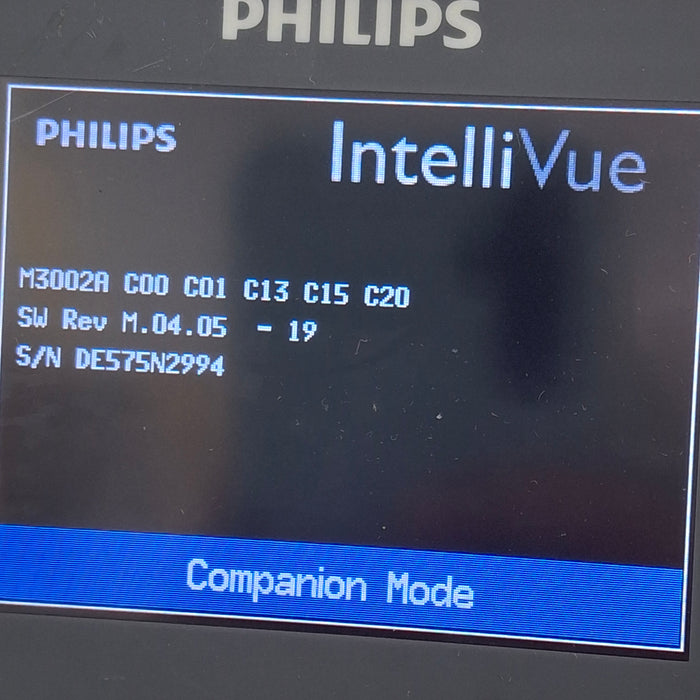 PHILIPS
PHILIPS
IntelliVue
M3002A C00 C01 C13 C15 C20
SW Rev M.04.05 - 19
S/N DE575N2994
Companion Mode